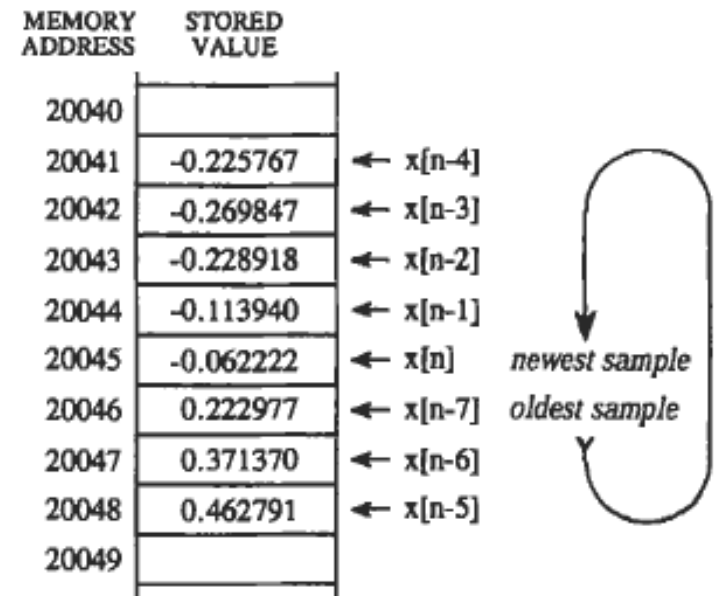 MEMORY ADDRESS STORED VALUE
20040
20041 -0.225767 x[n-4]
20042 -0.269847 x[n-3]
20043 -0.228918 x[n-2]
20044 -0.113940 x[n-1]
20045 -0.062222 x[n] newest sample
20046 0.222977 x[n-7] oldest sample
20047 0.371370 x[n-6]
20048 0.462791 x[n-5]
20049